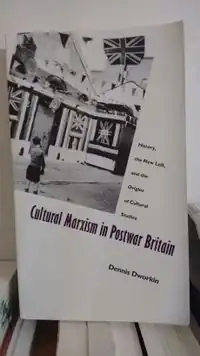 History,
the New Left,
and the
Origins
of Cultural
Studies
Cultural Marxism in Postwar Britain
Dennis Dworkin